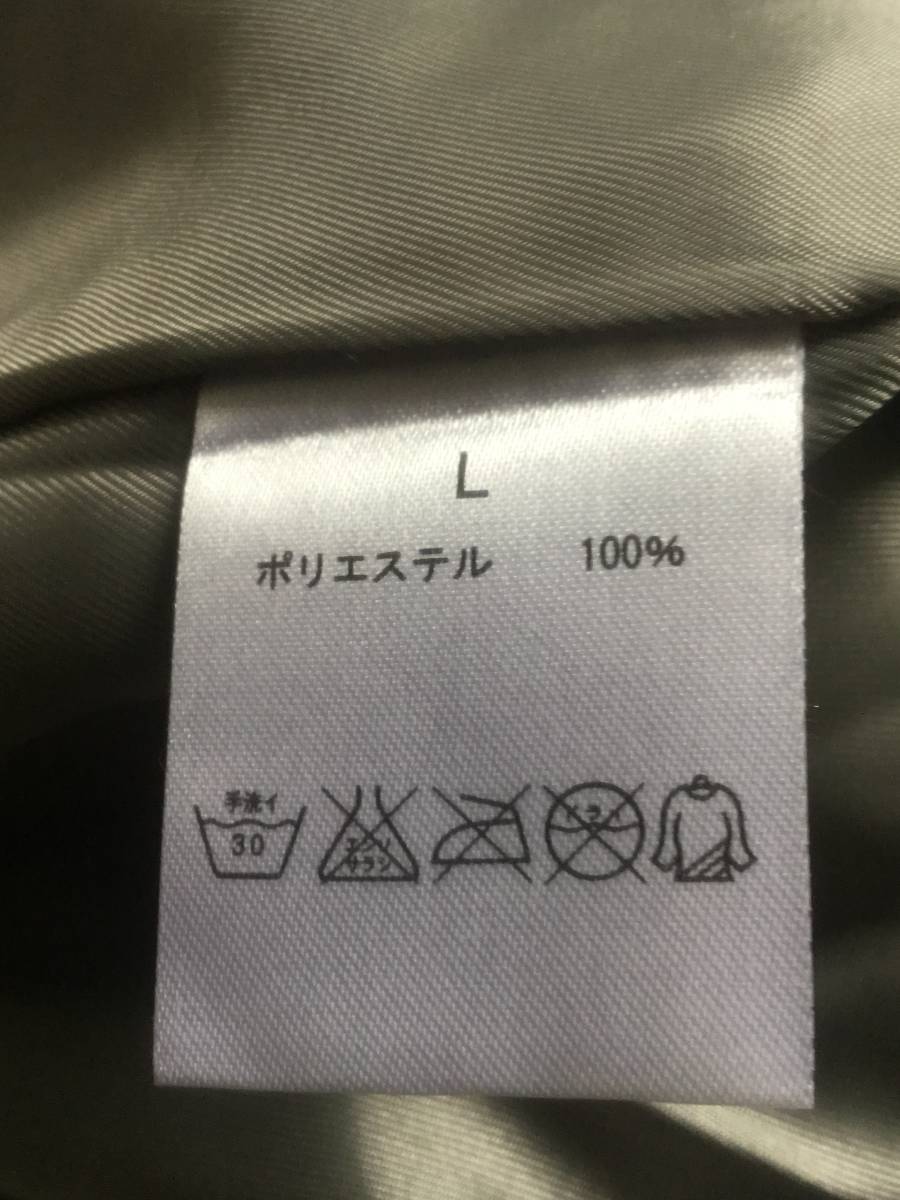 L
ポリエステル 100%
手洗イ 30
エンソサラシ
ドライ